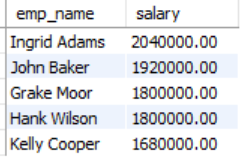 emp_name salary
Ingrid Adams 2040000.00
John Baker 1920000.00
Grake Moor 1800000.00
Hank Wilson 1800000.00
Kelly Cooper 1680000.00